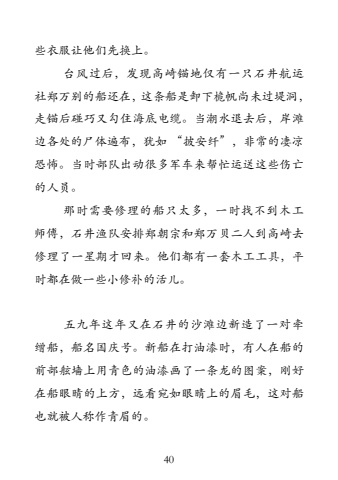 些衣服让他们先换上。
台风过后，发现高崎锚地仅有一只石井航运
社郑万别的船还在，这条船是卸下桅帆尚未过堤洞，
走锚后碰巧又勾住海底电缆。当潮水退去后，岸滩
边各处的尸体遍布，犹如 “披安纤”，非常的凄凉
恐怖。当时部队出动很多军车来帮忙运送这些伤亡
的人员。
那时需要修理的船只太多，一时找不到木工
师傅，石井渔队安排郑朝宗和郑万贝二人到高崎去
修理了一星期才回来。他们都有一套木工工具，平
时都在做一些小修补的活儿。
五九年这年又在石井的沙滩边新造了一对牵
缯船，船名国庆号。新船在打油漆时，有人在船的
前部舷墙上用青色的油漆画了一条龙的图案，刚好
在船眼睛的上方，远看宛如眼睛上的眉毛，这对船
也就被人称作青眉的。
40